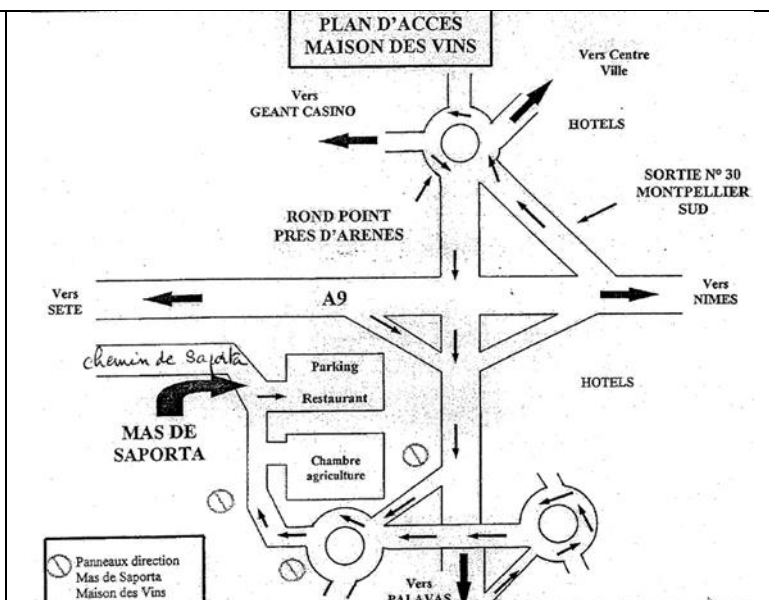 PLAN D'ACCES
MAISON DES VINS
Vers Centre
Ville
Vers
GEANT CASINO
HOTELS
SORTIE Nº 30
MONTPELLIER
SUD
ROND POINT
PRES D'ARENES
Vers
SETE
A9
Vers
NIMES
chemin de Saporta
Parking
Restaurant
HOTELS
MAS DE
SAPORTA
Chambre
agriculture
Panneaux direction
Mas de Saporta
Maison des Vins
Vers
PALAVAS